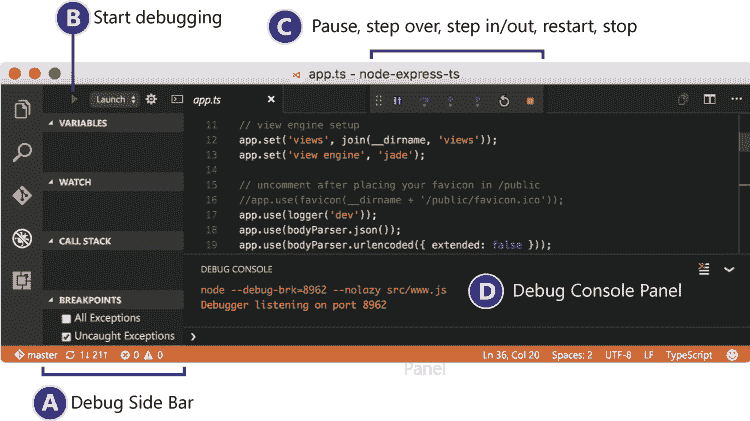 B Start debugging
C Pause, step over, step in/out, restart, stop
app.ts - node-express-ts
Launch
app.ts
VARIABLES
WATCH
CALL STACK
BREAKPOINTS
All Exceptions
Uncaught Exceptions
11 // view engine setup
12 app.set('views', join(__dirname, 'views'));
13 app.set('view engine', 'jade');
14
15 // uncomment after placing your favicon in /public
16 //app.use(favicon(__dirname + '/public/favicon.ico'));
17 app.use(logger('dev'));
18 app.use(bodyParser.json());
19 app.use(bodyParser.urlencoded({ extended: false }));
DEBUG CONSOLE
node --debug-brk=8962 --nolazy src/www.js
Debugger listening on port 8962
D Debug Console Panel
master 1↓ 21↑ 0 0 Ln 36, Col 20 Spaces: 2 UTF-8 LF TypeScript
Panel
A Debug Side Bar